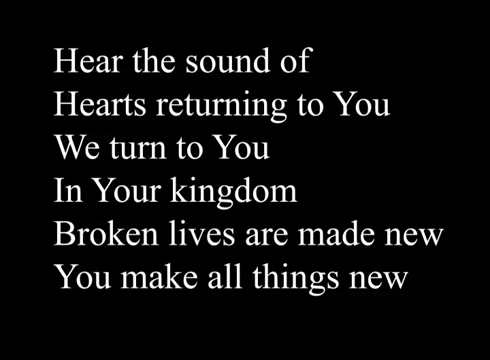 Hear the sound of
Hearts returning to You
We turn to You
In Your kingdom
Broken lives are made new
You make all things new